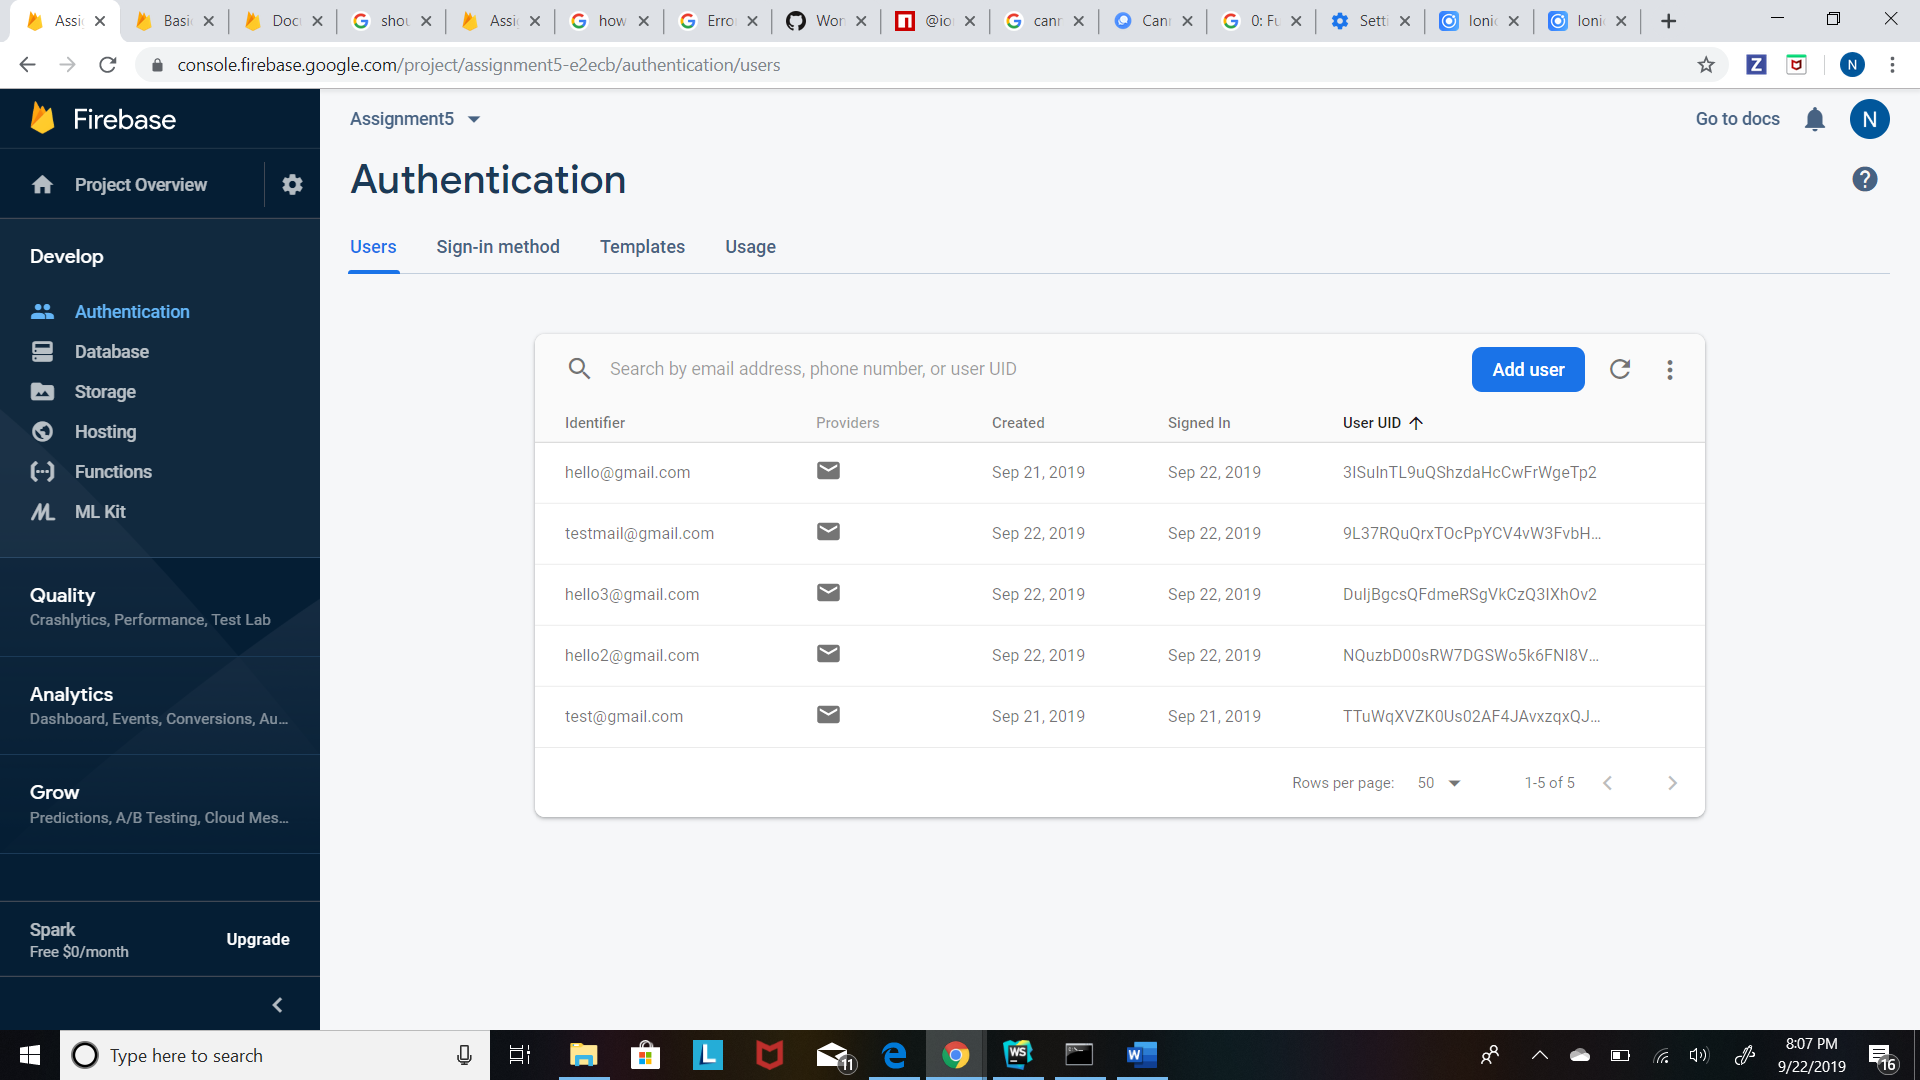 Assi
Basi
Docu
shou
Assi
how
Erro
Won
@io
cann
Cann
0: Fu
Setti
Ionic
Ionic
console.firebase.google.com/project/assignment5-e2ecb/authentication/users
Z
N
Firebase
Assignment5
Go to docs
N
Project Overview
Authentication
?
Users
Sign-in method
Templates
Usage
Develop
Authentication
Database
Storage
Hosting
Functions
ML Kit
Quality
Crashlytics, Performance, Test Lab
Analytics
Dashboard, Events, Conversions, Au...
Grow
Predictions, A/B Testing, Cloud Mes...
Spark
Free $0/month
Upgrade
Search by email address, phone number, or user UID
Add user
Identifier Providers Created Signed In User UID
hello@gmail.com Sep 21, 2019 Sep 22, 2019 3ISuInTL9uQShzdaHcCwFrWgeTp2
testmail@gmail.com Sep 22, 2019 Sep 22, 2019 9L37RQuQrxTOcPpYCV4vW3FvbH...
hello3@gmail.com Sep 22, 2019 Sep 22, 2019 DuIjBgcsQFdmeRSgVkCzQ3IXhOv2
hello2@gmail.com Sep 22, 2019 Sep 22, 2019 NQuzbD00sRW7DGSWo5k6FNI8V...
test@gmail.com Sep 21, 2019 Sep 21, 2019 TTuWqXVZK0Us02AF4JAvxzqxQJ...
Rows per page: 50 1-5 of 5
Type here to search
L
11
WS
W
8:07 PM
9/22/2019
16